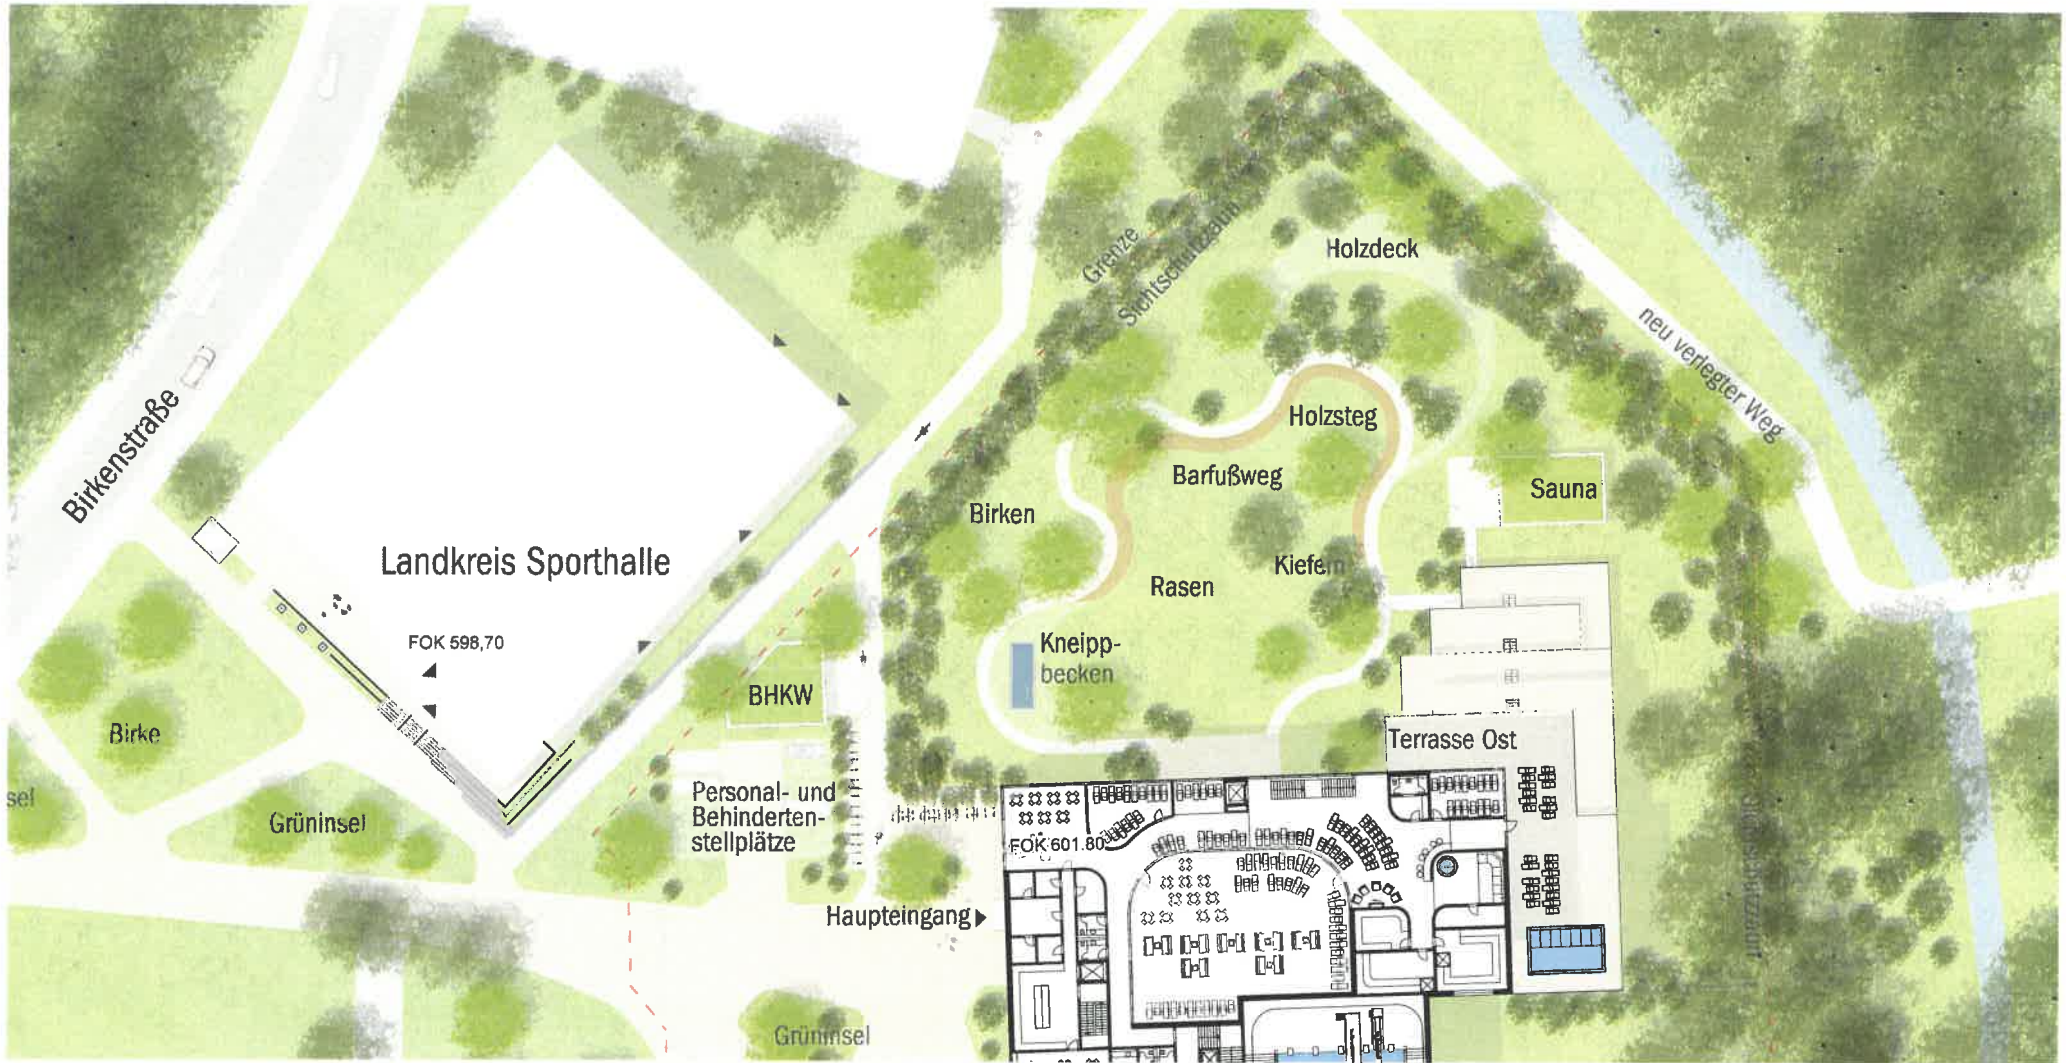 Birkenstraße
Landkreis Sporthalle
FOK 598,70
Birke
sel
Grüninsel
Grenze
Sichtschutzzaun
Holzdeck
neu verlegter Weg
Holzsteg
Barfußweg
Sauna
Birken
Kiefern
Rasen
Kneipp-
becken
BHKW
Terrasse Ost
Personal- und
Behinderten-
stellplätze
FOK 601.80
Haupteingang
Grüninsel